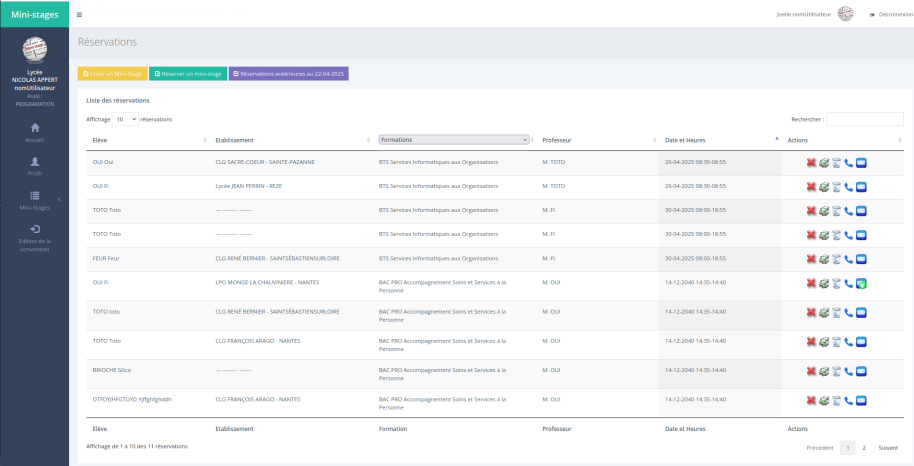 Mini-stages
Joelle nomUtilisateur
Déconnexion
Lycée
NICOLAS APPERT
nomUtilisateur
Profil :
PROGRAMATION
Accueil
Profil
Mini-Stages
Edition de la
convention
Réservations
Créer un Mini-Stage
Réserver un mini-stage
Réservations antérieures au 22-04-2025
Liste des réservations
Affichage 10 réservations
Rechercher :
Elève Etablissement Formations Professeur Date et Heures Actions
OUI Oui CLG SACRE-COEUR - SAINTE-PAZANNE BTS Services Informatiques aux Organisations M. TOTO 26-04-2025 08:30-08:55
OUI Fi Lycée JEAN PERRIN - REZE BTS Services Informatiques aux Organisations M. TOTO 26-04-2025 08:30-08:55
TOTO Toto --- ------- - ------ BTS Services Informatiques aux Organisations M. FI 30-04-2025 08:00-18:55
TOTO Toto --- ------- - ------ BTS Services Informatiques aux Organisations M. FI 30-04-2025 08:00-18:55
FEUR Feur CLG RENÉ BERNIER - SAINTSÉBASTIENSURLOIRE BTS Services Informatiques aux Organisations M. FI 30-04-2025 08:00-18:55
OUI Fi LPO MONGE LA CHAUVINIERE - NANTES BAC PRO Accompagnement Soins et Services à la
Personne M. OUI 14-12-2040 14:35-14:40
TOTO toto CLG RENÉ BERNIER - SAINTSÉBASTIENSURLOIRE BAC PRO Accompagnement Soins et Services à la
Personne M. OUI 14-12-2040 14:35-14:40
TOTO Toto CLG FRANÇOIS ARAGO - NANTES BAC PRO Accompagnement Soins et Services à la
Personne M. OUI 14-12-2040 14:35-14:40
BRIOCHE Silice --- ------- - ------ BAC PRO Accompagnement Soins et Services à la
Personne M. OUI 14-12-2040 14:35-14:40
CLG FRANÇOIS ARAGO - NANTES BAC PRO Accompagnement Soins et Services à la
Personne M. OUI 14-12-2040 14:35-14:40
Elève Etablissement Formation Professeur Date et Heures Actions
Affichage de 1 à 10 des 11 réservations
Précédent 1 2 Suivant